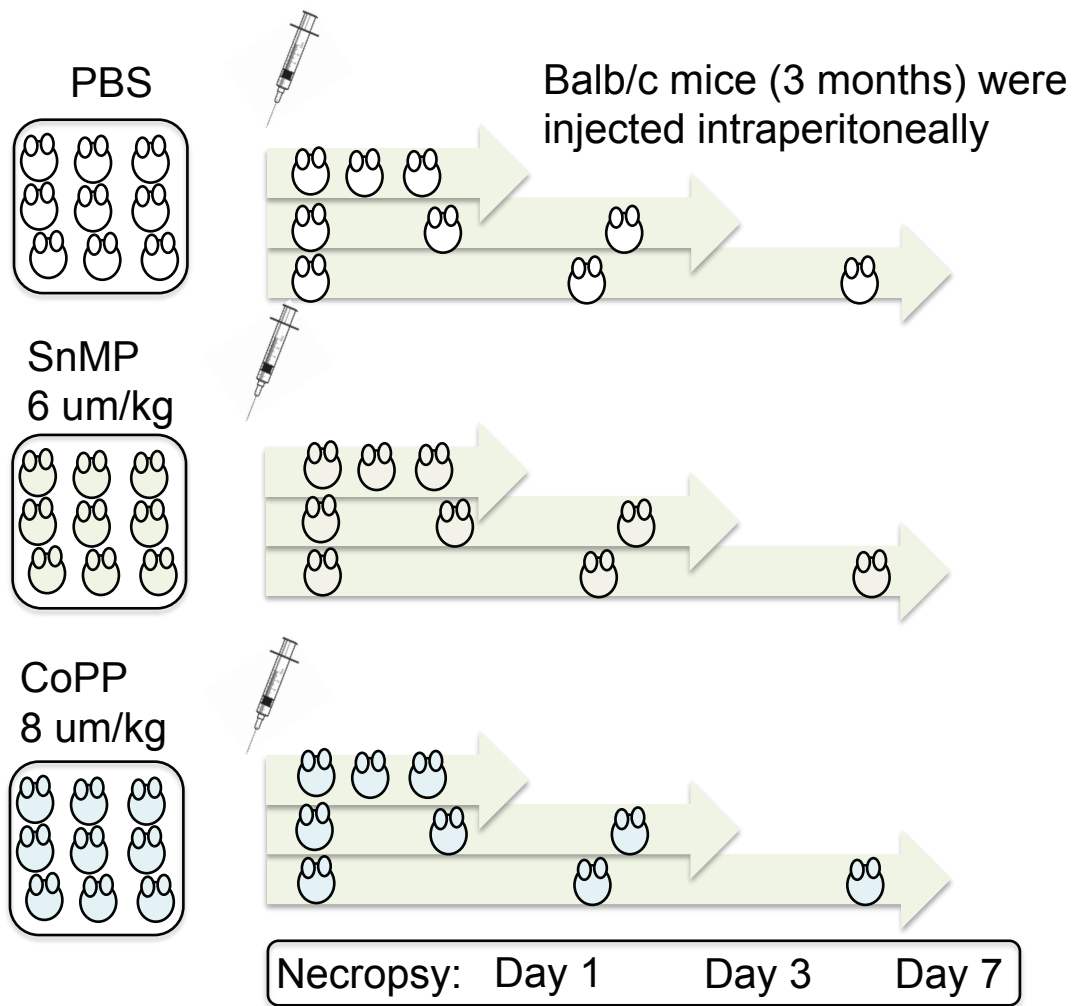 PBS
Balb/c mice (3 months) were
injected intraperitoneally
SnMP
6 um/kg
CoPP
8 um/kg
Necropsy: Day 1 Day 3 Day 7